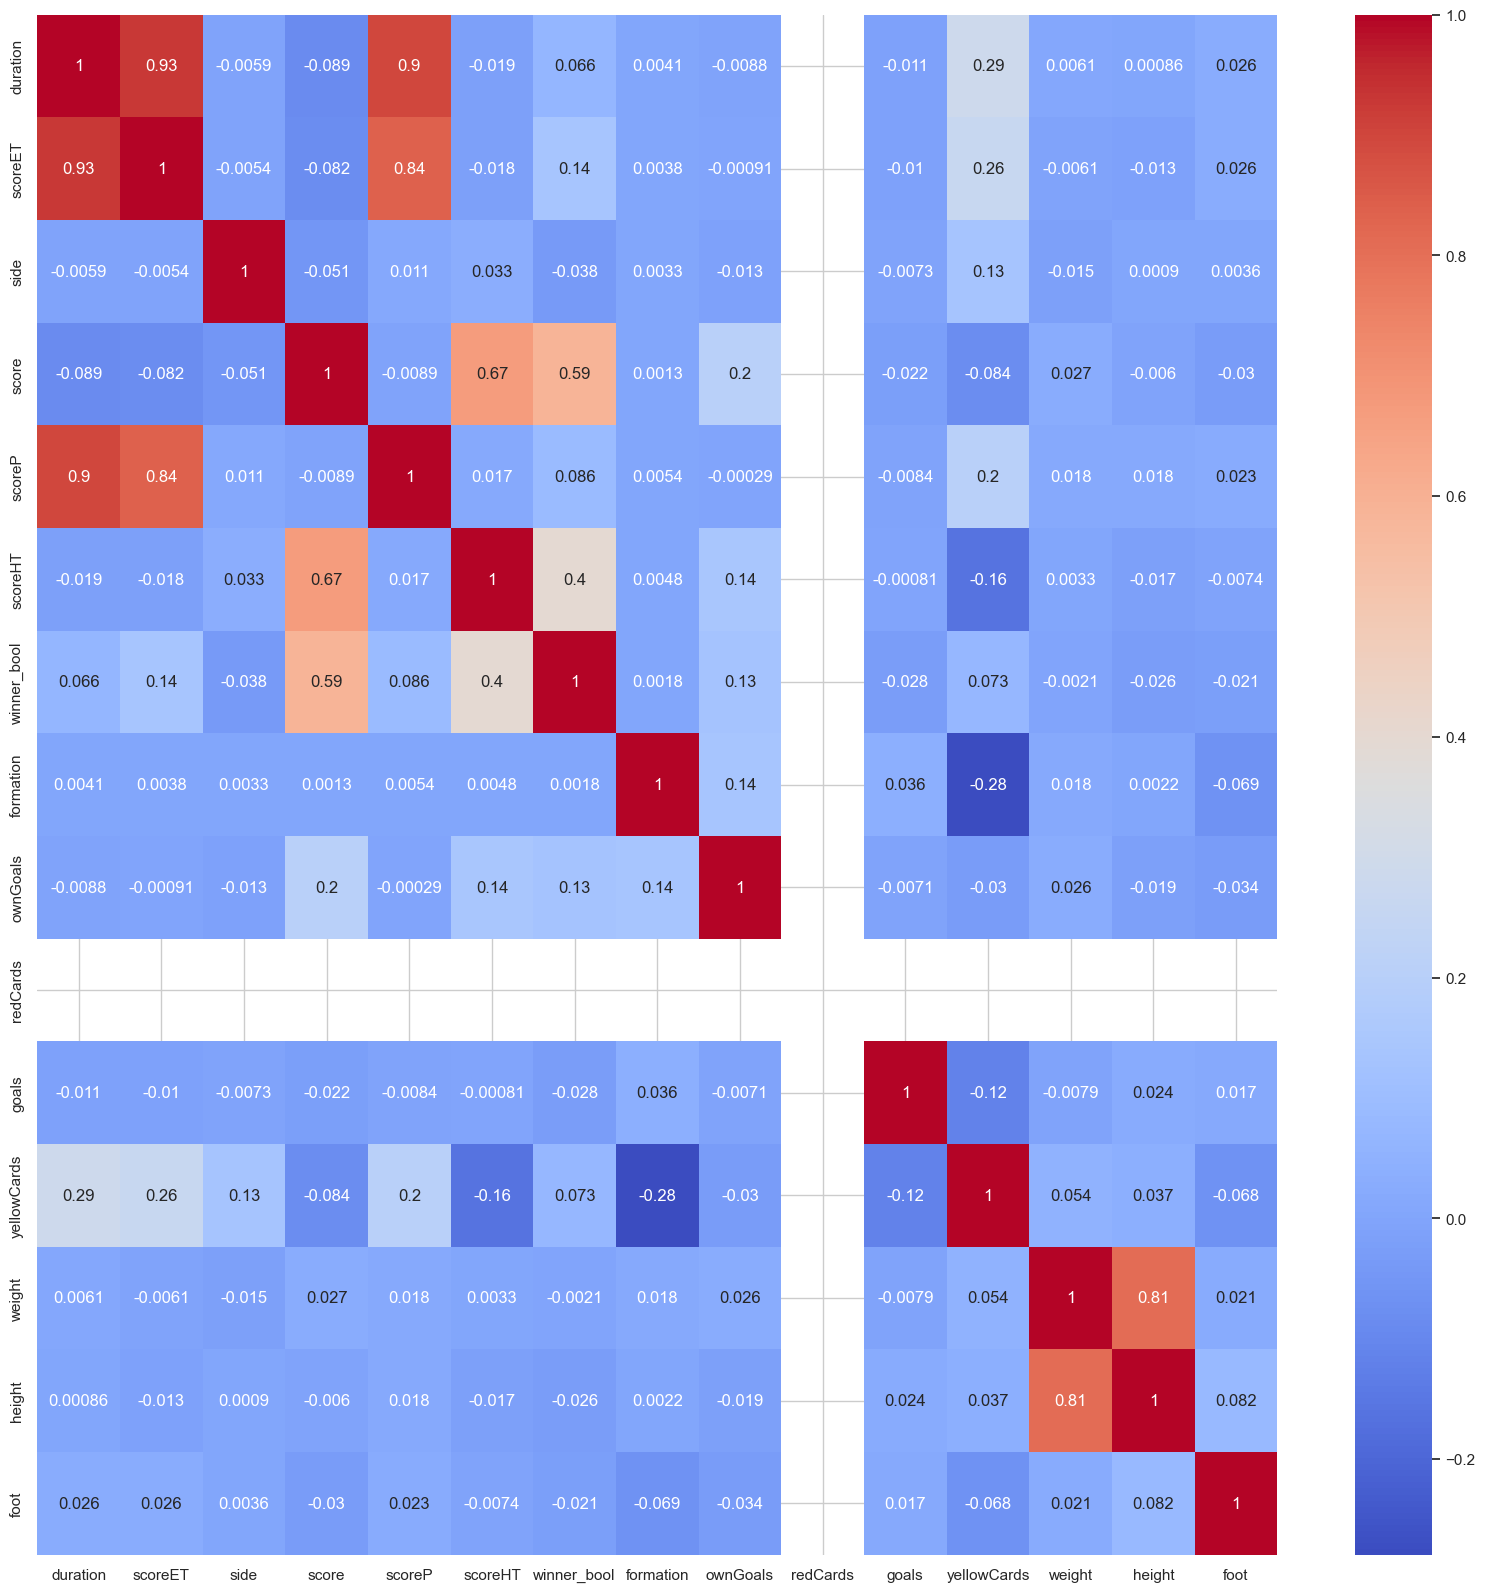 duration 1 0.93 -0.0059 -0.089 0.9 -0.019 0.066 0.0041 -0.0088 -0.011 0.29 0.0061 0.00086 0.026
scoreET 0.93 1 -0.0054 -0.082 0.84 -0.018 0.14 0.0038 -0.00091 -0.01 0.26 -0.0061 -0.013 0.026
side -0.0059 -0.0054 1 -0.051 0.011 0.033 -0.038 0.0033 -0.013 -0.0073 0.13 -0.015 0.0009 0.0036
score -0.089 -0.082 -0.051 1 -0.0089 0.67 0.59 0.0013 0.2 -0.022 -0.084 0.027 -0.006 -0.03
scoreP 0.9 0.84 0.011 -0.0089 1 0.017 0.086 0.0054 -0.00029 -0.0084 0.2 0.018 0.018 0.023
scoreHT -0.019 -0.018 0.033 0.67 0.017 1 0.4 0.0048 0.14 -0.00081 -0.16 0.0033 -0.017 -0.0074
winner_bool 0.066 0.14 -0.038 0.59 0.086 0.4 1 0.0018 0.13 -0.028 0.073 -0.0021 -0.026 -0.021
formation 0.0041 0.0038 0.0033 0.0013 0.0054 0.0048 0.0018 1 0.14 0.036 -0.28 0.018 0.0022 -0.069
ownGoals -0.0088 -0.00091 -0.013 0.2 -0.00029 0.14 0.13 0.14 1 -0.0071 -0.03 0.026 -0.019 -0.034
redCards
goals -0.011 -0.01 -0.0073 -0.022 -0.0084 -0.00081 -0.028 0.036 -0.0071 1 -0.12 -0.0079 0.024 0.017
yellowCards 0.29 0.26 0.13 -0.084 0.2 -0.16 0.073 -0.28 -0.03 -0.12 1 0.054 0.037 -0.068
weight 0.0061 -0.0061 -0.015 0.027 0.018 0.0033 -0.0021 0.018 0.026 -0.0079 0.054 1 0.81 0.021
height 0.00086 -0.013 0.0009 -0.006 0.018 -0.017 -0.026 0.0022 -0.019 0.024 0.037 0.81 1 0.082
foot 0.026 0.026 0.0036 -0.03 0.023 -0.0074 -0.021 -0.069 -0.034 0.017 -0.068 0.021 0.082 1
duration scoreET side score scoreP scoreHT winner_bool formation ownGoals redCards goals yellowCards weight height foot
1.0
0.8
0.6
0.4
0.2
0.0
−0.2